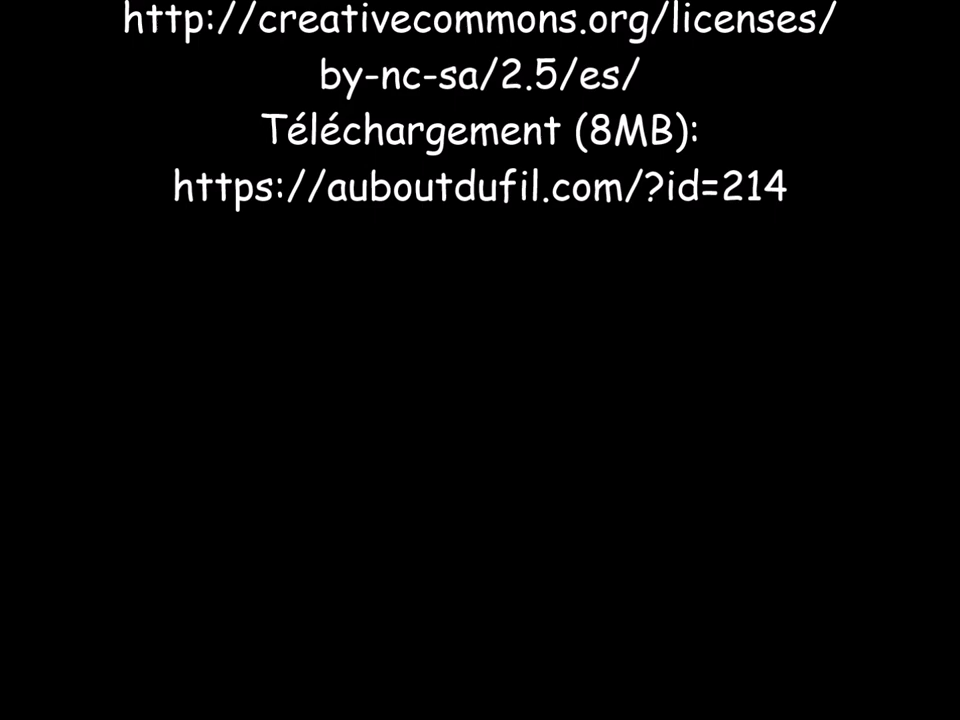 http://creativecommons.org/licenses/
by-nc-sa/2.5/es/
Téléchargement (8MB):
https://auboutdufil.com/?id=214